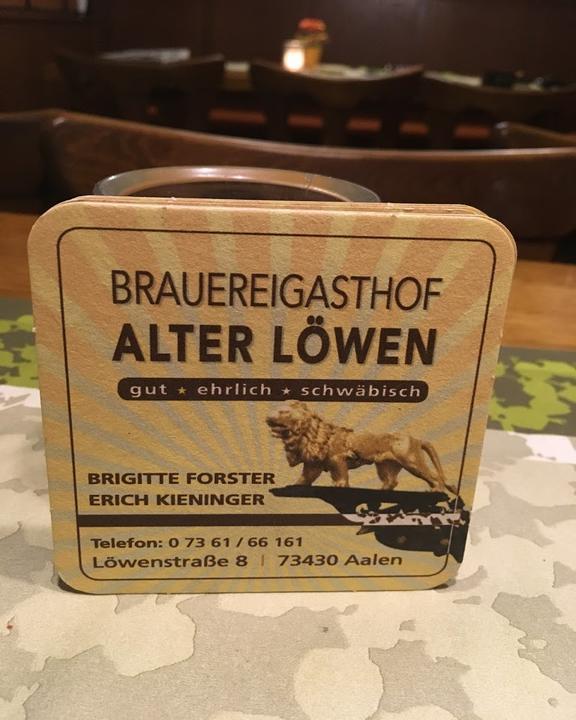 BRAUEREIGASTHOF
ALTER LÖWEN
gut ★ ehrlich ★ schwäbisch
BRIGITTE FORSTER
ERICH KIENINGER
Telefon: 0 73 61 / 66 161
Löwenstraße 8 | 73430 Aalen